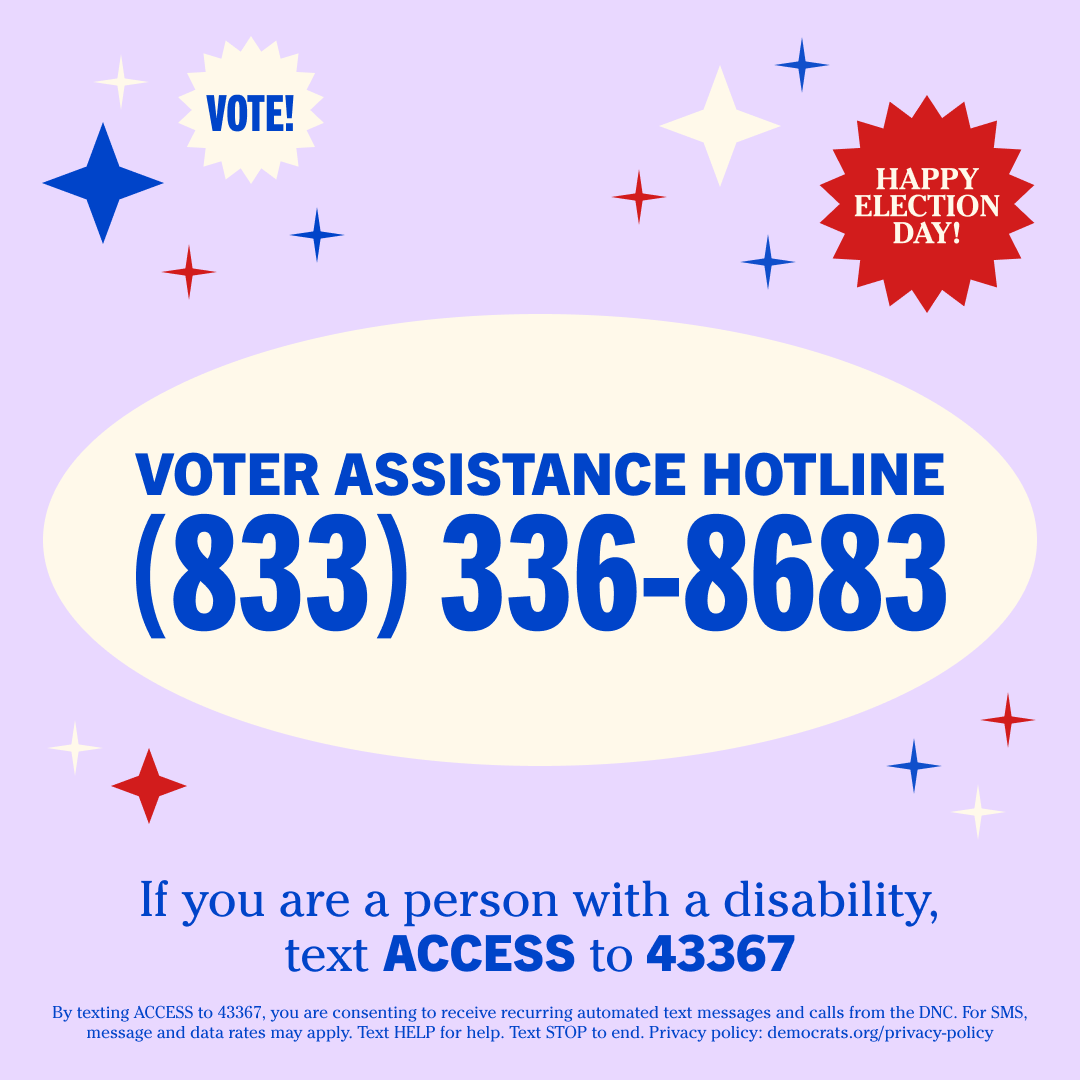 VOTE!
HAPPY
ELECTION
DAY!
VOTER ASSISTANCE HOTLINE
(833) 336-8683
If you are a person with a disability,
text ACCESS to 43367
By texting ACCESS to 43367, you are consenting to receive recurring automated text messages and calls from the DNC. For SMS,
message and data rates may apply. Text HELP for help. Text STOP to end. Privacy policy: democrats.org/privacy-policy